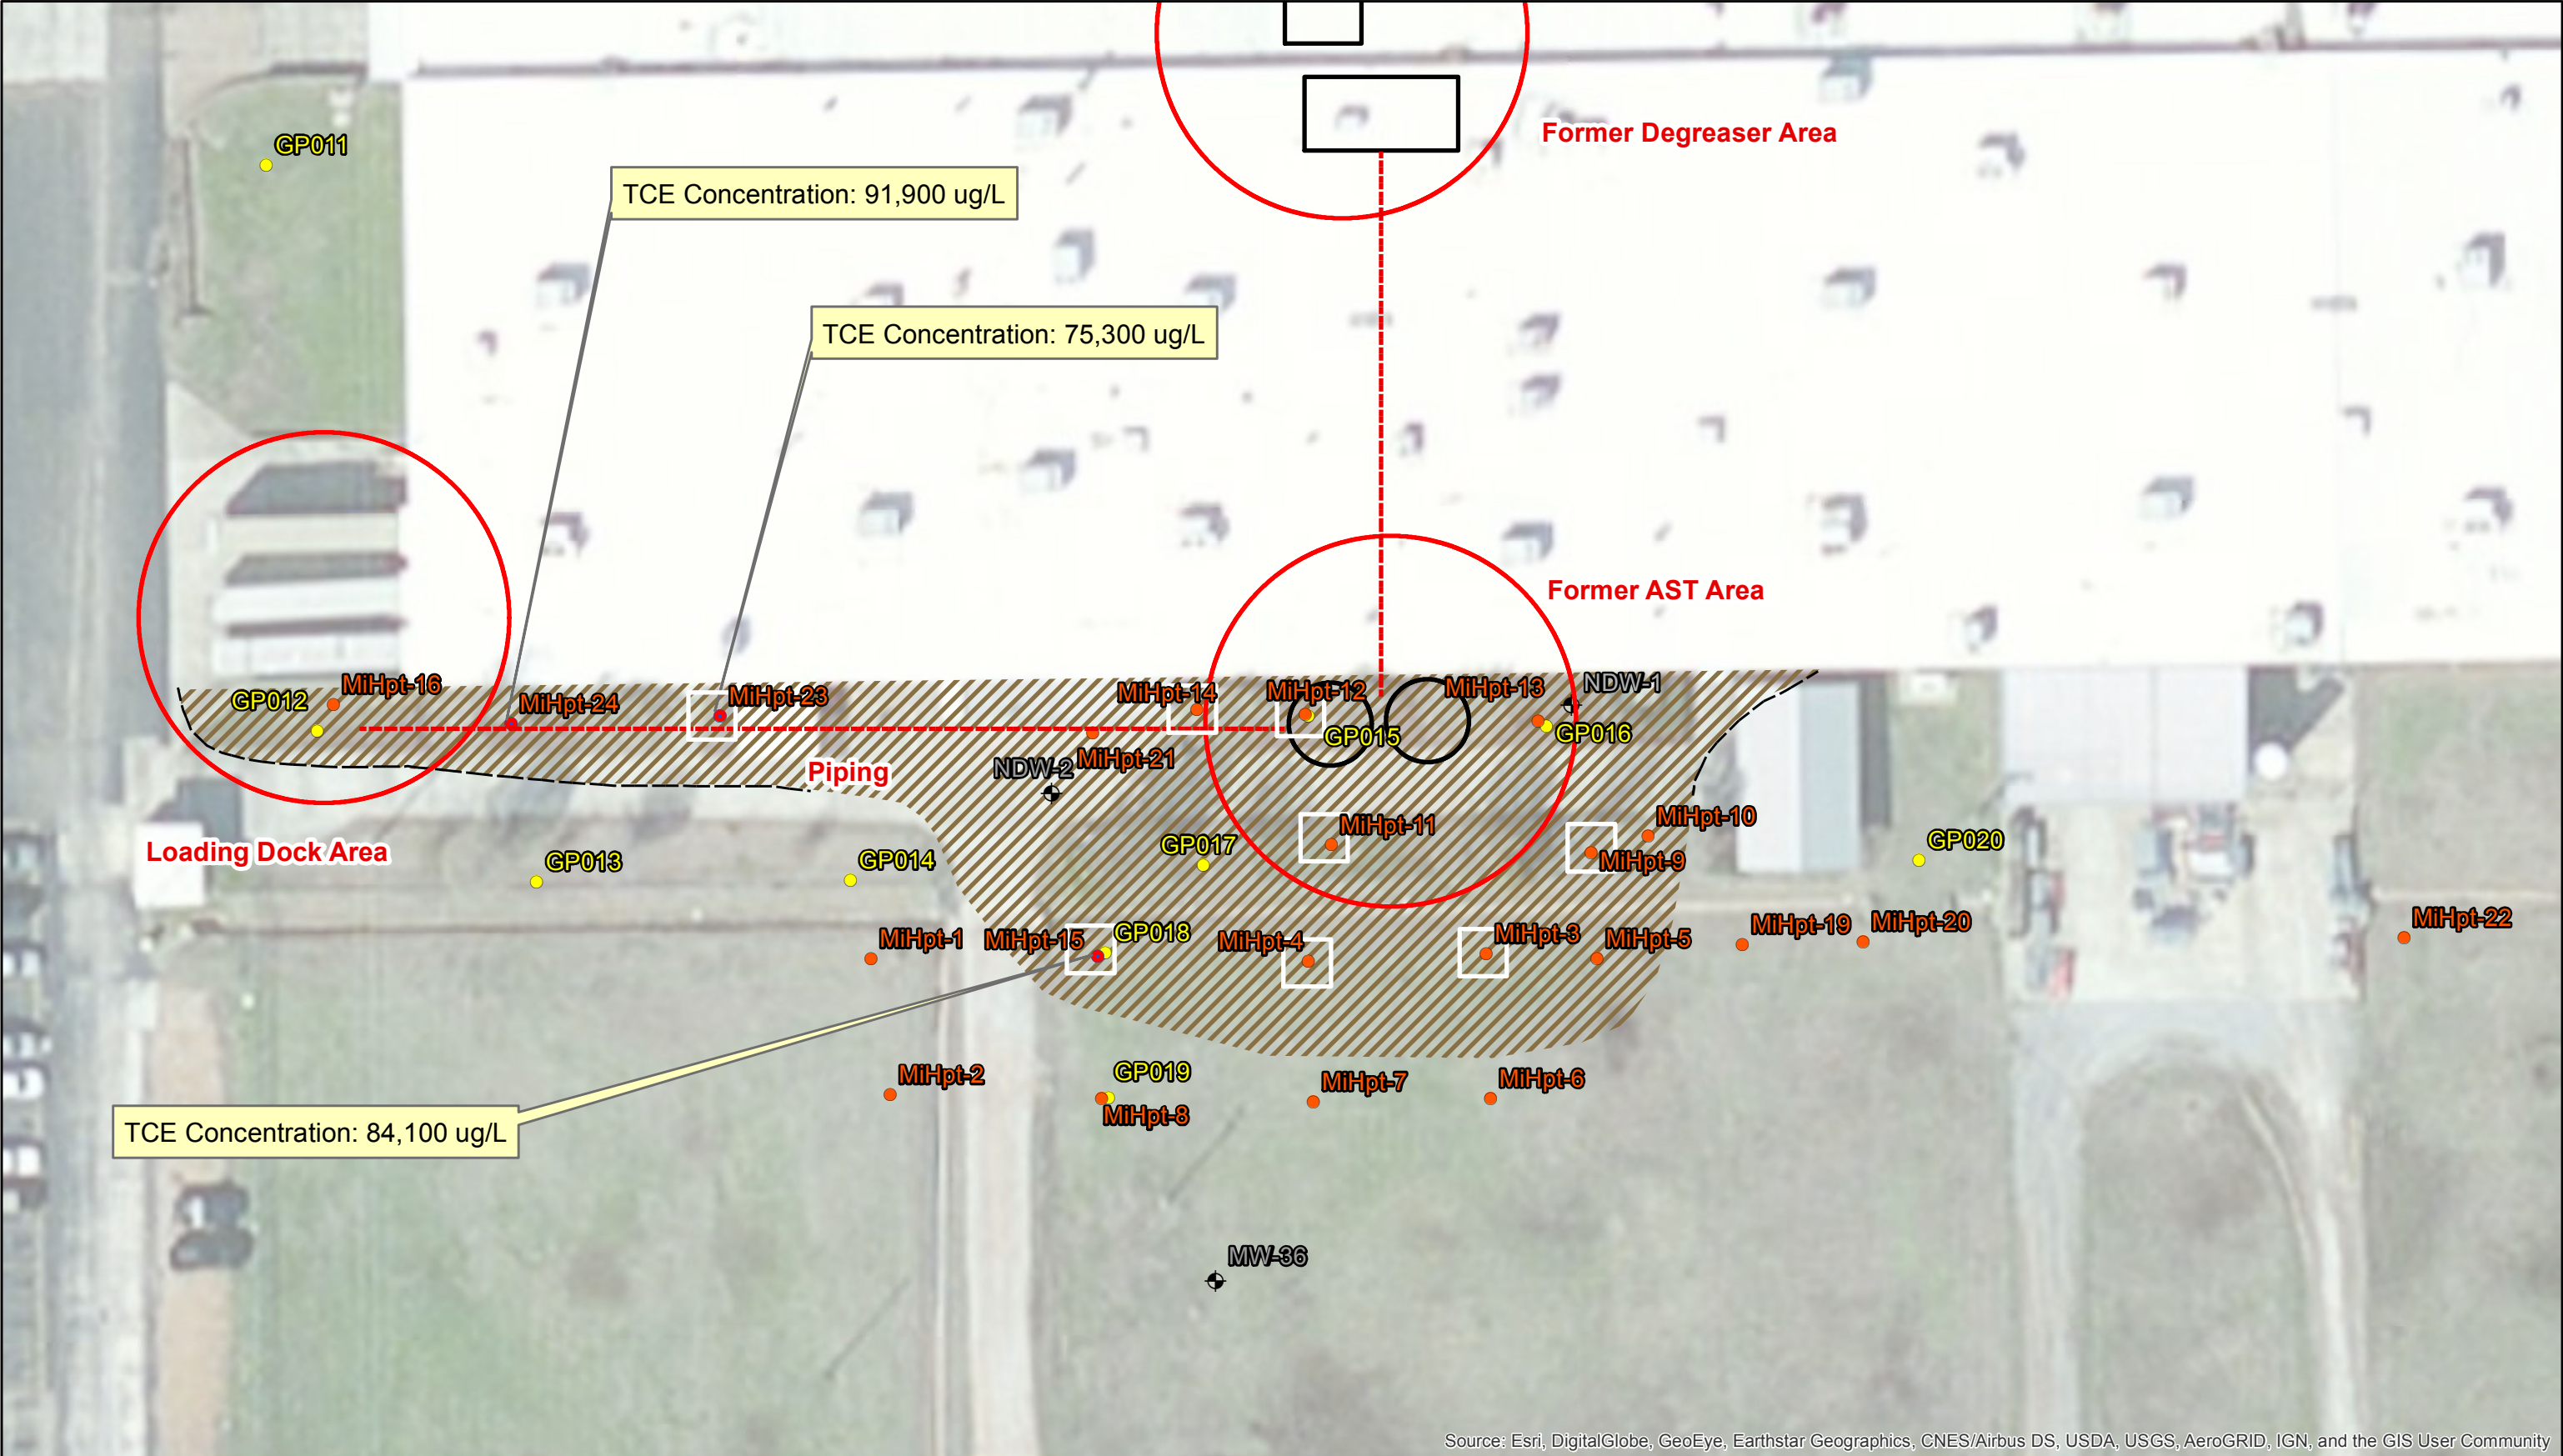 Former Degreaser Area
GP011
TCE Concentration: 91,900 ug/L
TCE Concentration: 75,300 ug/L
Former AST Area
GP012
MiHpt-16
MiHpt-24
MiHpt-23
MiHpt-14
MiHpt-12
MiHpt-13
NDW-1
GP015
GP016
Piping
NDW-2
MiHpt-21
Loading Dock Area
GP013
GP014
GP017
MiHpt-11
MiHpt-10
MiHpt-9
GP020
MiHpt-1
MiHpt-15
GP018
MiHpt-4
MiHpt-3
MiHpt-5
MiHpt-19
MiHpt-20
MiHpt-22
MiHpt-2
GP019
MiHpt-8
MiHpt-7
MiHpt-6
TCE Concentration: 84,100 ug/L
MW-36
Source: Esri, DigitalGlobe, GeoEye, Earthstar Geographics, CNES/Airbus DS, USDA, USGS, AeroGRID, IGN, and the GIS User Community